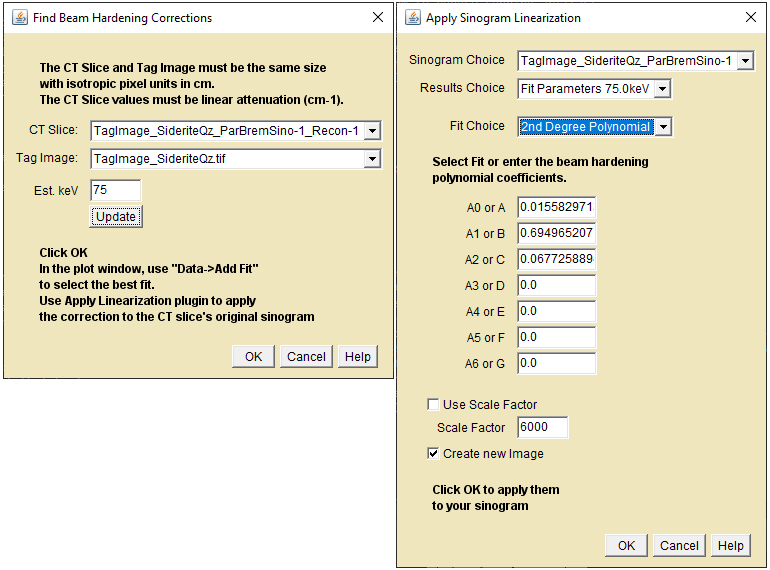 Find Beam Hardening Corrections
The CT Slice and Tag Image must be the same size
with isotropic pixel units in cm.
The CT Slice values must be linear attenuation (cm-1).
CT Slice: TagImage_SideriteQz_ParBremSino-1_Recon-1
Tag Image: TagImage_SideriteQz.tif
Est. keV 75
Update
Click OK
In the plot window, use "Data->Add Fit"
to select the best fit.
Use Apply Linearization plugin to apply
the correction to the CT slice's original sinogram
OK Cancel Help
Apply Sinogram Linearization
Sinogram Choice TagImage_SideriteQz_ParBremSino-1
Results Choice Fit Parameters 75.0keV
Fit Choice 2nd Degree Polynomial
Select Fit or enter the beam hardening
polynomial coefficients.
A0 or A 0.015582971
A1 or B 0.694965207
A2 or C 0.067725889
A3 or D 0.0
A4 or E 0.0
A5 or F 0.0
A6 or G 0.0
Use Scale Factor
Scale Factor 6000
Create new Image
Click OK to apply them
to your sinogram
OK Cancel Help